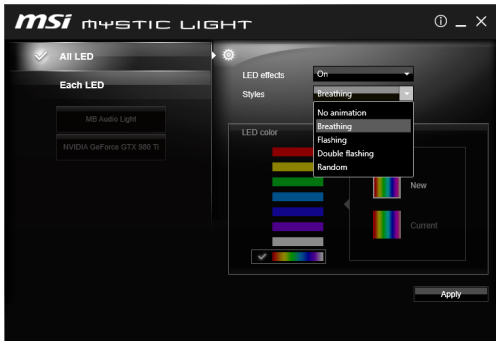 msi MYSTIC LIGHT
All LED
Each LED
MB Audio Light
NVIDIA GeForce GTX 980 Ti
LED effects
On
Styles
Breathing
No animation
Breathing
Flashing
Double flashing
Random
LED color
New
Current
Apply